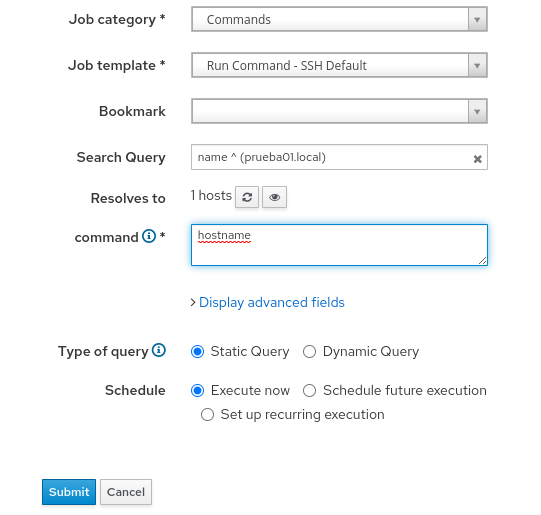 Job category * Commands
Job template * Run Command - SSH Default
Bookmark
Search Query name ^ (prueba01.local)
Resolves to 1 hosts
command * hostname
Display advanced fields
Type of query Static Query Dynamic Query
Schedule Execute now Schedule future execution
Set up recurring execution
Submit Cancel